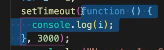 setTimeout(function () {
  console.log(i);
}, 3000);